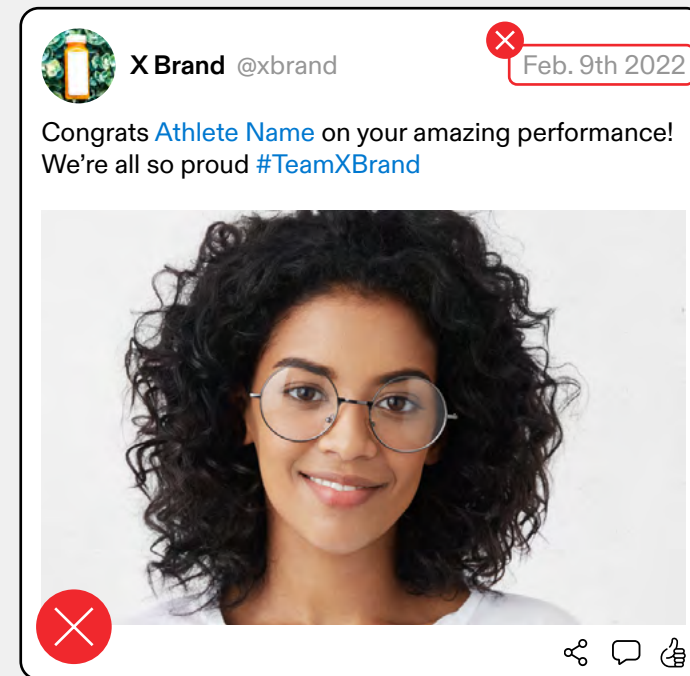 X Brand @xbrand
Feb. 9th 2022
Congrats Athlete Name on your amazing performance!
We’re all so proud #TeamXBrand